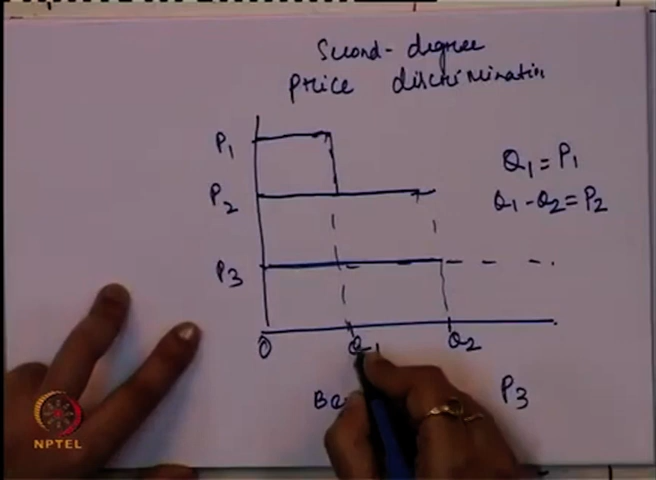 Second-degree
price discrimination
P1
P2
P3
Q1 = P1
Q1 - Q2 = P2
0
Q1
Q2
P3
NPTEL